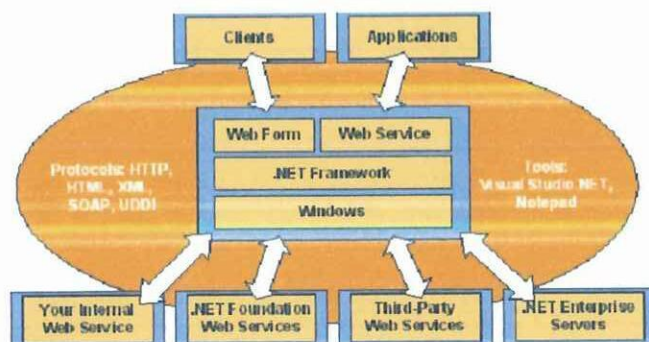 Clients
Applications
Web Form
Web Service
Protocols: HTTP,
HTML, XML,
SOAP, UDDI
.NET Framework
Tools:
Visual Studio.NET,
Notepad
Windows
Your Internal
Web Service
.NET Foundation
Web Services
Third-Party
Web Services
.NET Enterprise
Servers